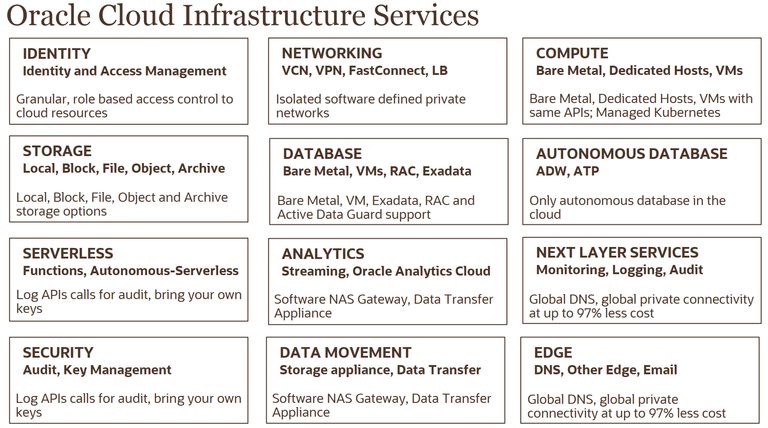 Oracle Cloud Infrastructure Services
IDENTITY
Identity and Access Management
Granular, role based access control to
cloud resources
NETWORKING
VCN, VPN, FastConnect, LB
Isolated software defined private
networks
COMPUTE
Bare Metal, Dedicated Hosts, VMs
Bare Metal, Dedicated Hosts, VMs with
same APIs; Managed Kubernetes
STORAGE
Local, Block, File, Object, Archive
Local, Block, File, Object and Archive
storage options
DATABASE
Bare Metal, VMs, RAC, Exadata
Bare Metal, VM, Exadata, RAC and
Active Data Guard support
AUTONOMOUS DATABASE
ADW, ATP
Only autonomous database in the
cloud
SERVERLESS
Functions, Autonomous-Serverless
Log APIs calls for audit, bring your own
keys
ANALYTICS
Streaming, Oracle Analytics Cloud
Software NAS Gateway, Data Transfer
Appliance
NEXT LAYER SERVICES
Monitoring, Logging, Audit
Global DNS, global private connectivity
at up to 97% less cost
SECURITY
Audit, Key Management
Log APIs calls for audit, bring your own
keys
DATA MOVEMENT
Storage appliance, Data Transfer
Software NAS Gateway, Data Transfer
Appliance
EDGE
DNS, Other Edge, Email
Global DNS, global private
connectivity at up to 97% less cost